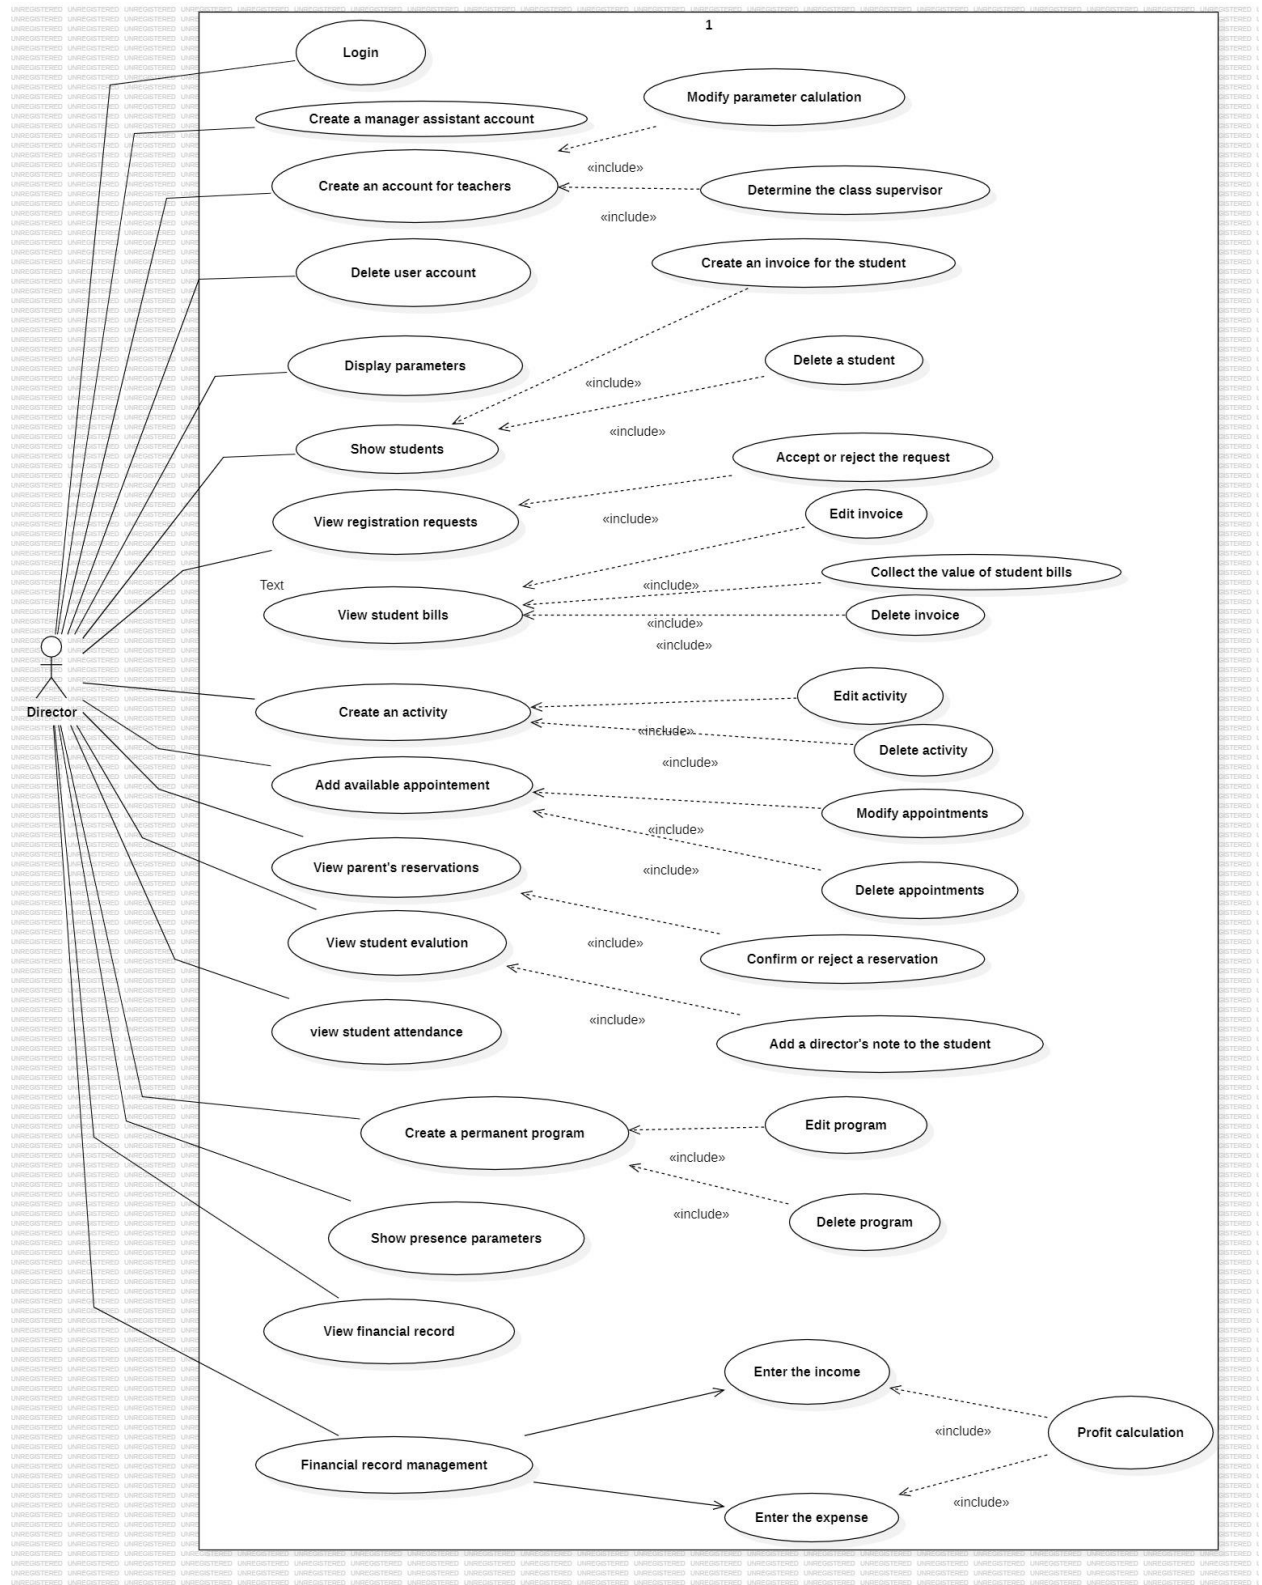 1
Login
Modify parameter calulation
Create a manager assistant account
«include»
Create an account for teachers
Determine the class supervisor
«include»
Create an invoice for the student
Delete user account
Display parameters
Delete a student
«include»
«include»
Show students
Accept or reject the request
View registration requests
«include»
Edit invoice
Text
«include»
Collect the value of student bills
View student bills
Delete invoice
«include»
«include»
Director
Create an activity
Edit activity
«include»
Delete activity
«include»
Add available appointement
Modify appointments
«include»
View parent's reservations
«include»
Delete appointments
View student evalution
«include»
Confirm or reject a reservation
view student attendance
«include»
Add a director's note to the student
Create a permanent program
Edit program
«include»
Delete program
«include»
Show presence parameters
View financial record
Enter the income
Profit calculation
«include»
Financial record management
«include»
Enter the expense
UNREGISTERED